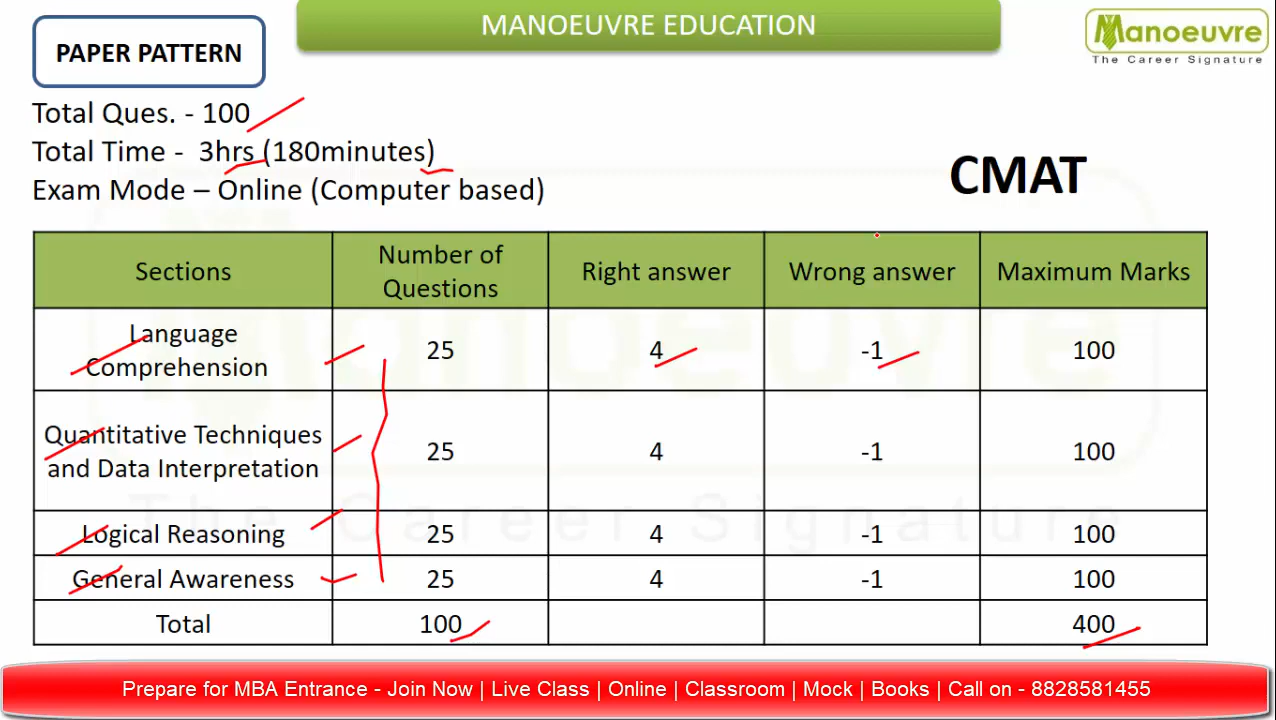 MANOEUVRE EDUCATION
Manoeuvre
The Career Signature
PAPER PATTERN
Total Ques. - 100
Total Time - 3hrs (180minutes)
Exam Mode – Online (Computer based)
CMAT
Sections
Number of
Questions
Right answer
Wrong answer
Maximum Marks
Language
Comprehension
25
4
-1
100
Quantitative Techniques
and Data Interpretation
25
4
-1
100
Logical Reasoning
25
4
-1
100
General Awareness
25
4
-1
100
Total
100
400
Manoeuvre
The Career Signature
Prepare for MBA Entrance - Join Now | Live Class | Online | Classroom | Mock | Books | Call on - 8828581455